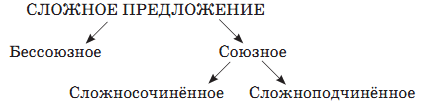 СЛОЖНОЕ ПРЕДЛОЖЕНИЕ
Бессоюзное Союзное
Сложносочинённое Сложноподчинённое